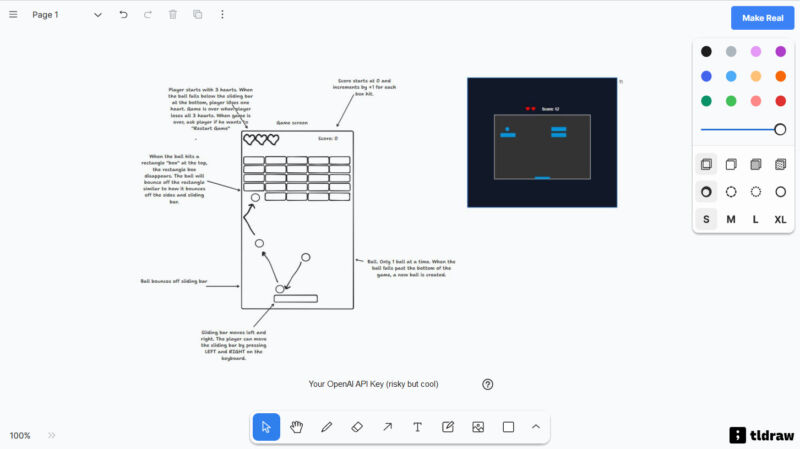 Page 1
Make Real
Player starts with 3 hearts. When
the ball falls below the sliding bar
at the bottom, player loses one
heart. Game is over when player
loses all 3 hearts. When game is
over, ask player if he wants to
"Restart Game"
Score starts at 0 and
increments by +1 for each
box hit.
Game screen
Score: 0
When the ball hits a
rectangle "box" at the top,
the rectangle box
disappears. The ball will
bounce off the rectangle
similar to how it bounces
off the sides and sliding
bar.
Ball. Only 1 ball at a time. When the
ball falls past the bottom of the
game, a new ball is created.
Ball bounces off sliding bar
Sliding bar moves left and
right. The player can move
the sliding bar by pressing
LEFT and RIGHT on the
keyboard.
Your OpenAI API Key (risky but cool)
S M L XL
100%
tldraw